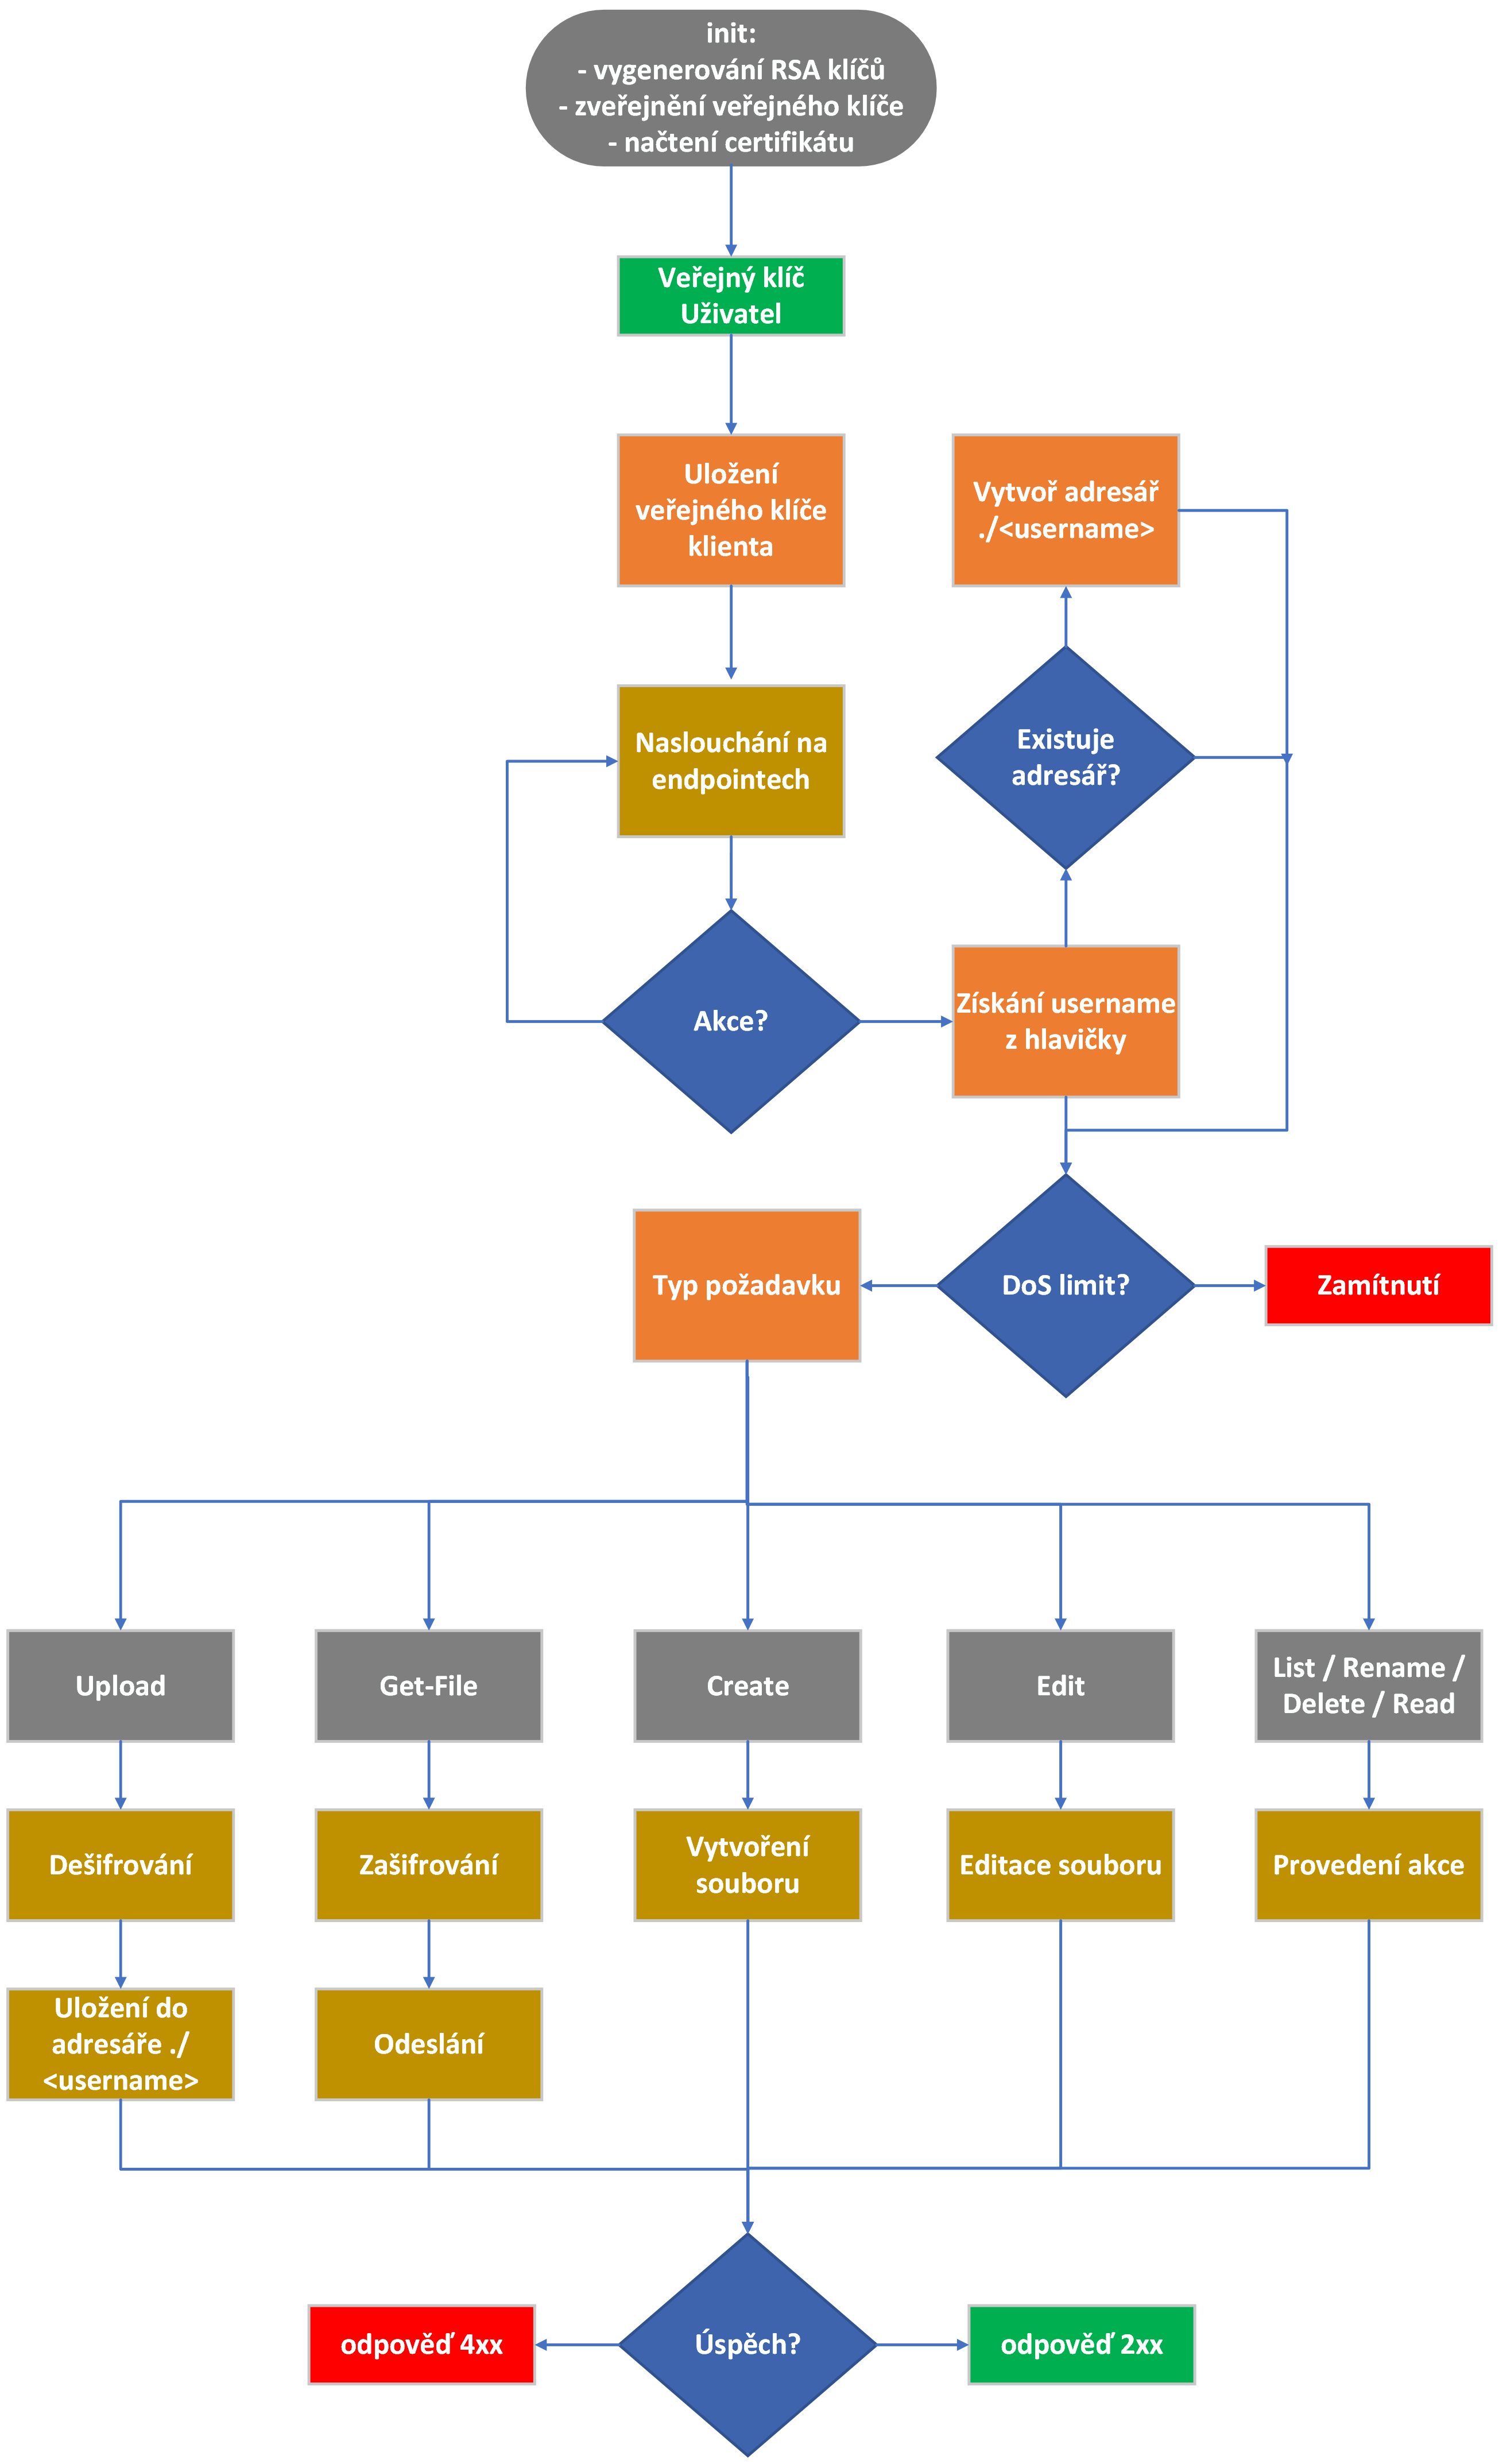 init:
- vygenerování RSA klíčů
- zveřejnění veřejného klíče
- načtení certifikátu
Veřejný klíč
Uživatel
Uložení
veřejného klíče
klienta
Vytvoř adresář
./<username>
Naslouchání na
endpointech
Existuje
adresář?
Akce?
Získání username
z hlavičky
Typ požadavku
DoS limit?
Zamítnutí
Upload
Get-File
Create
Edit
List / Rename /
Delete / Read
Dešifrování
Zašifrování
Vytvoření
souboru
Editace souboru
Provedení akce
Uložení do
adresáře ./
<username>
Odeslání
odpověď 4xx
Úspěch?
odpověď 2xx